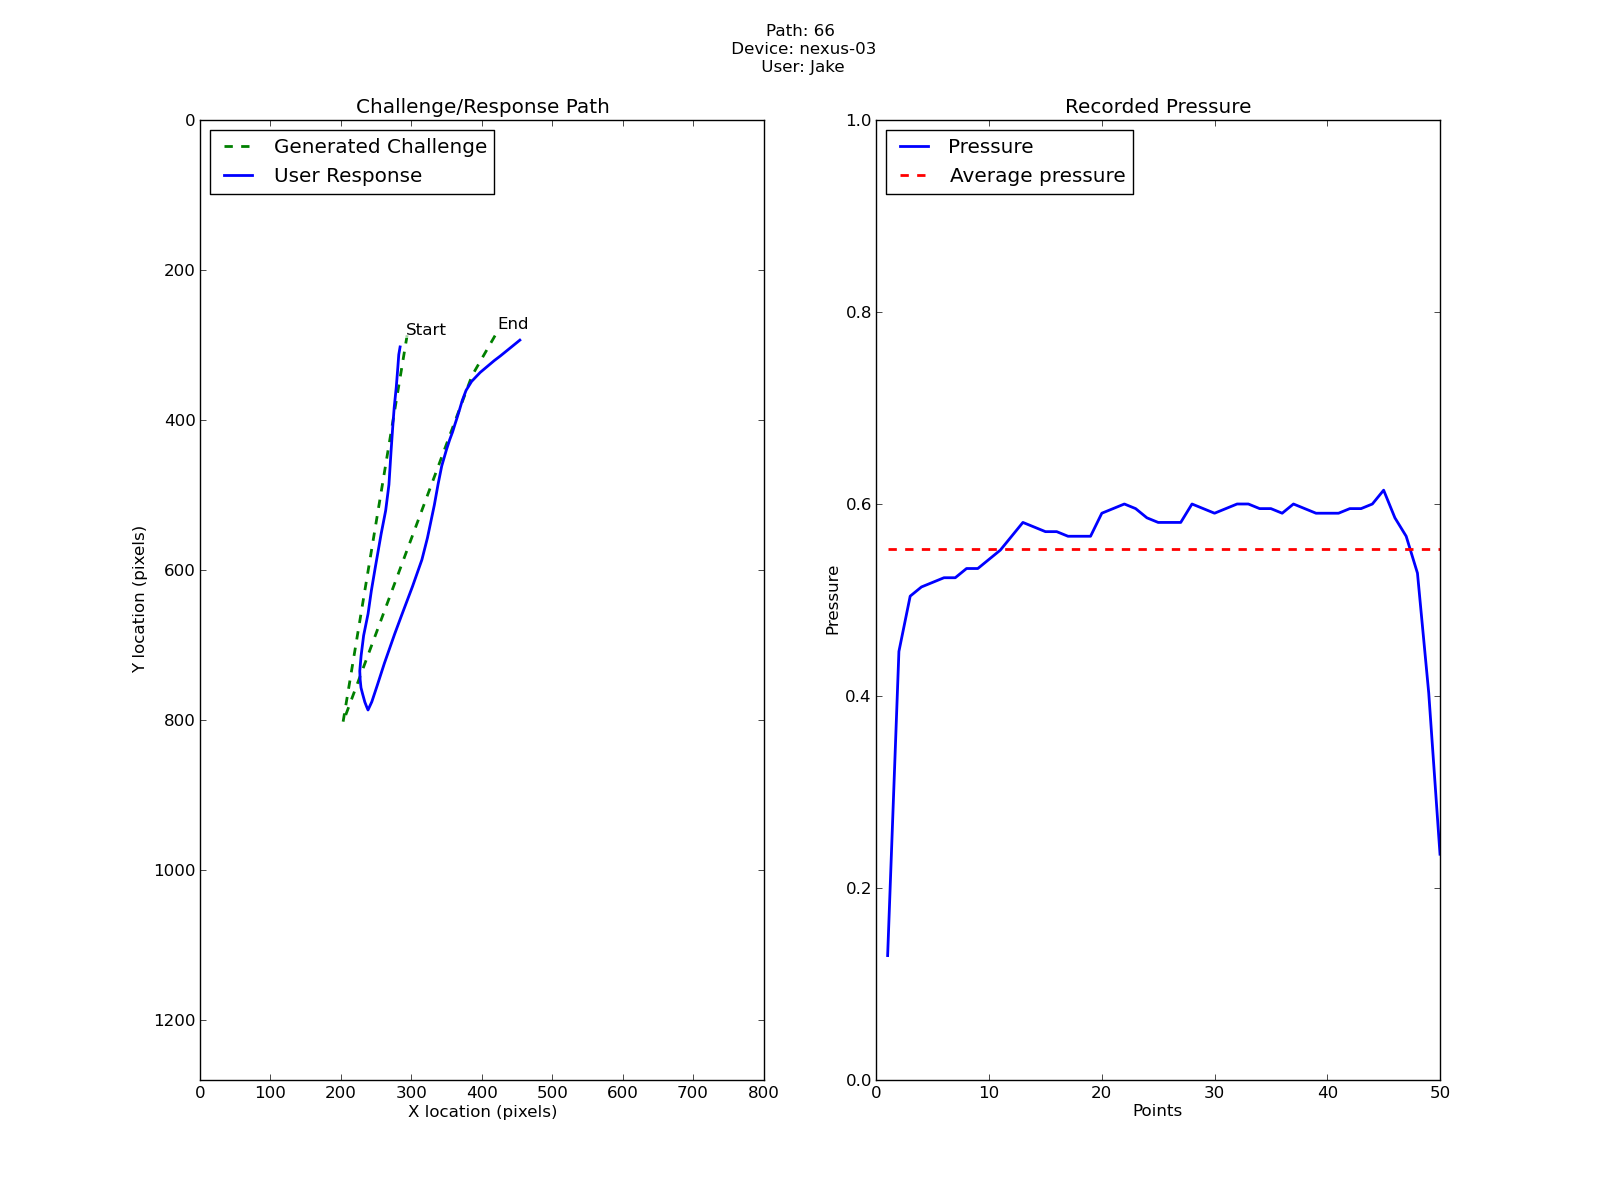 Path: 66
Device: nexus-03
User: Jake
Challenge/Response Path
Generated Challenge
User Response
Start
End
0
200
400
600
800
1000
1200
Y location (pixels)
0 100 200 300 400 500 600 700 800
X location (pixels)
Recorded Pressure
Pressure
Average pressure
1.0
0.8
0.6
0.4
0.2
0.0
Pressure
0 10 20 30 40 50
Points